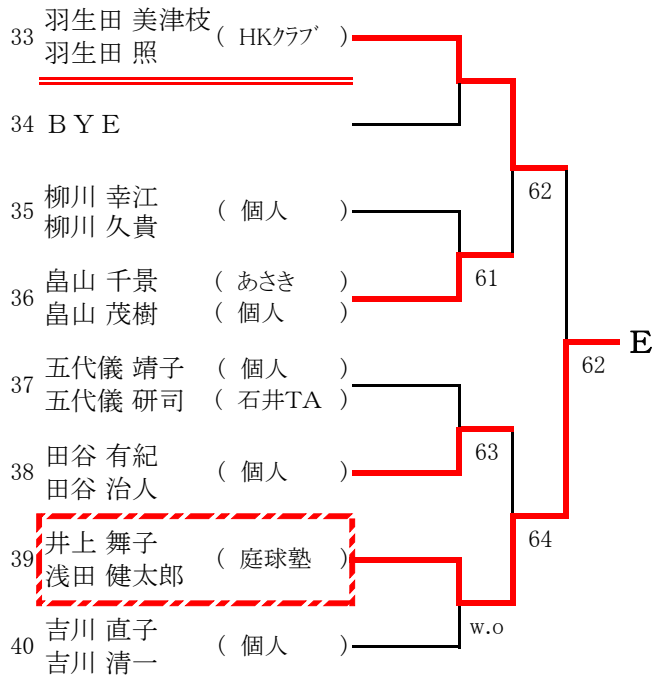 33 羽生田 美津枝 ( HKｸﾗﾌﾞ )
羽生田 照
34 ＢＹＥ
62
35 柳川 幸江 ( 個人 )
柳川 久貴
61
36 畠山 千景 ( あさき )
畠山 茂樹 ( 個人 )
E
62
37 五代儀 靖子 ( 個人 )
五代儀 研司 ( 石井TA )
63
38 田谷 有紀 ( 個人 )
田谷 治人
64
39 井上 舞子 ( 庭球塾 )
浅田 健太郎
w.o
40 吉川 直子 ( 個人 )
吉川 清一